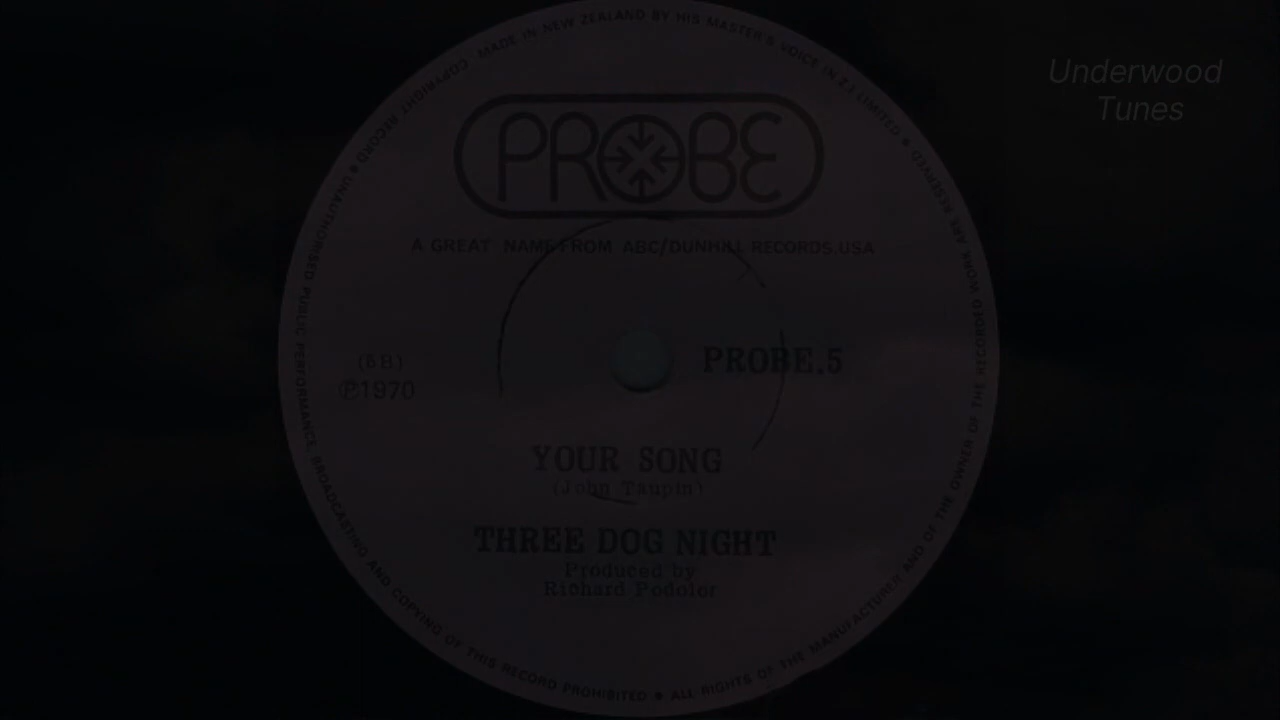 COPYRIGHT. MADE IN NEW ZEALAND BY HIS MASTER'S VOICE (N.Z.) LIMITED • ALL RIGHTS OF THE MANUFACTURER AND OF THE OWNER OF THE RECORDED WORK ARE RESERVED • UNAUTHORISED PUBLIC PERFORMANCE, BROADCASTING AND COPYING OF THIS RECORD PROHIBITED
Underwood
Tunes
PROBE
A GREAT NAME FROM ABC/DUNHILL RECORDS.USA
(5B)
PROBE.5
℗1970
YOUR SONG
(John Taupin)
THREE DOG NIGHT
Produced by
Richard Podolor